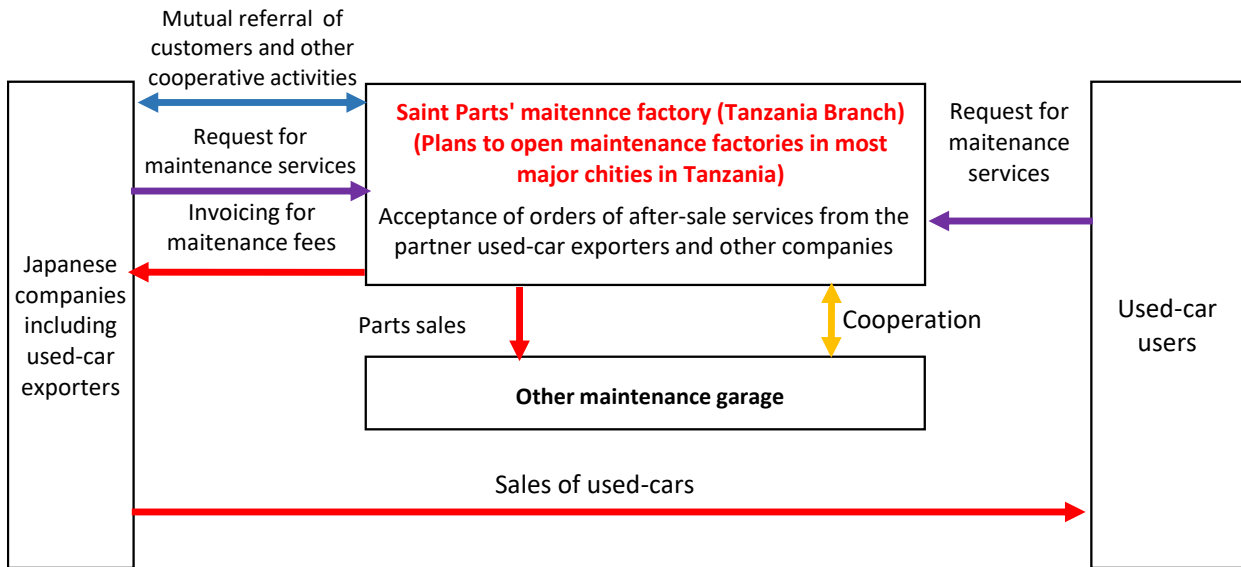 Mutual referral of
customers and other
cooperative activities
Request for
maintenance services
Invoicing for
maitenance fees
Japanese
companies
including
used-car
exporters
Saint Parts' maitennce factory (Tanzania Branch)
(Plans to open maintenance factories in most
major chities in Tanzania)
Acceptance of orders of after-sale services from the
partner used-car exporters and other companies
Request for
maitenance
services
Parts sales
Cooperation
Used-car
users
Other maintenance garage
Sales of used-cars